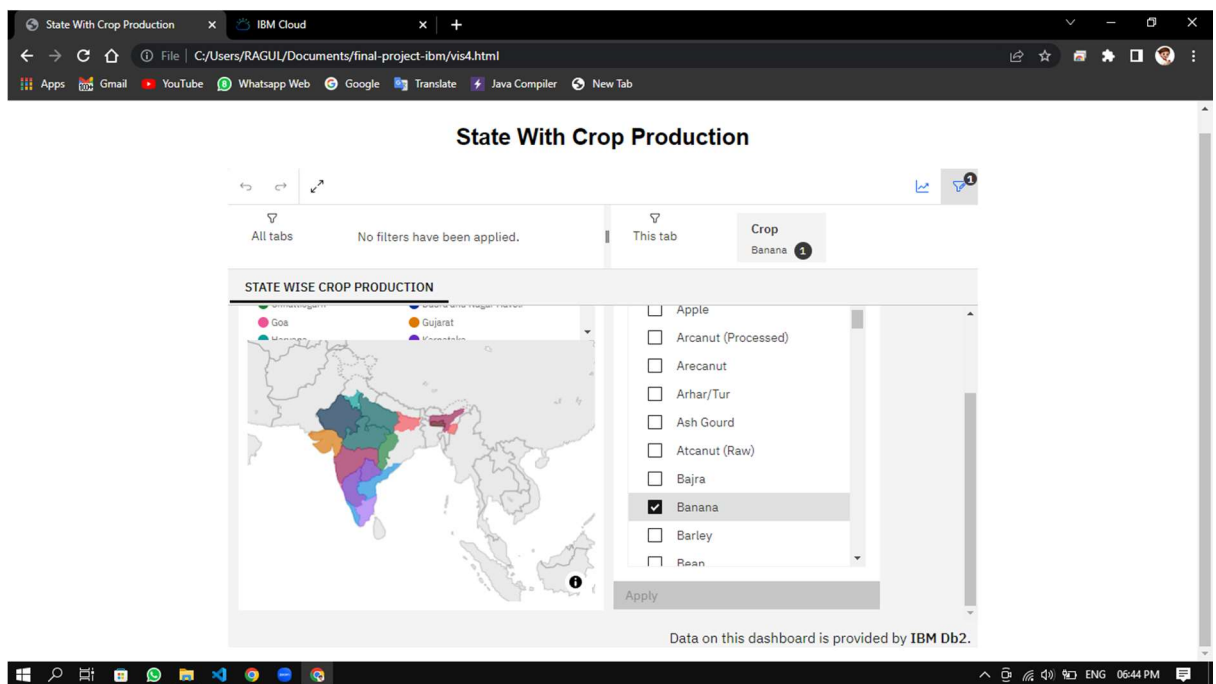 State With Crop Production
IBM Cloud
File | C:/Users/RAGUL/Documents/final-project-ibm/vis4.html
Apps Gmail YouTube Whatsapp Web Google Translate Java Compiler New Tab
State With Crop Production
1
All tabs No filters have been applied. This tab Crop
Banana 1
STATE WISE CROP PRODUCTION
Goa Gujarat
Apple
Arcanut (Processed)
Arecanut
Arhar/Tur
Ash Gourd
Atcanut (Raw)
Bajra
Banana
Barley
Bean
Apply
Data on this dashboard is provided by IBM Db2.
ENG 06:44 PM